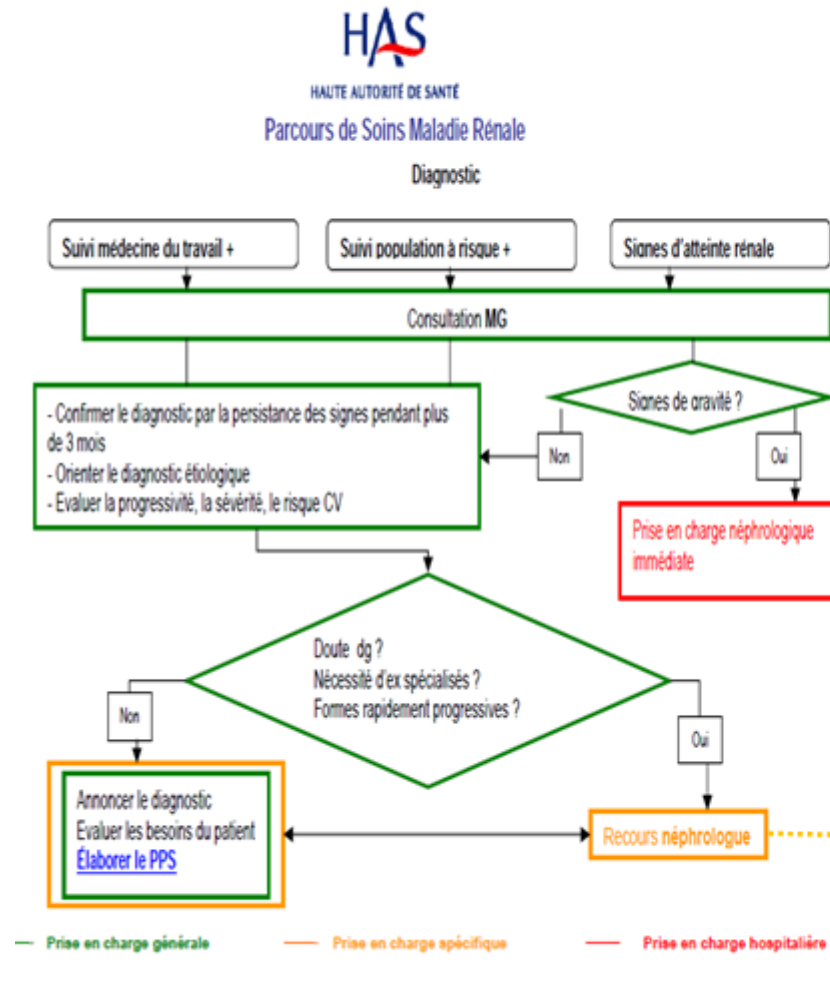 HAS
HAUTE AUTORITÉ DE SANTÉ
Parcours de Soins Maladie Rénale
Diagnostic
Suivi médecine du travail +
Suivi population à risque +
Signes d'atteinte rénale
Consultation MG
- Confirmer le diagnostic par la persistance des signes pendant plus
de 3 mois
- Orienter le diagnostic étiologique
- Evaluer la progressivité, la sévérité, le risque CV
Signes de gravité ?
Non
Oui
Prise en charge néphrologique
immédiate
Doute dg ?
Nécessité d'ex spécialisés ?
Formes rapidement progressives ?
Non
Oui
Annoncer le diagnostic
Evaluer les besoins du patient
Élaborer le PPS
Recours néphrologue
Prise en charge générale
Prise en charge spécifique
Prise en charge hospitalière